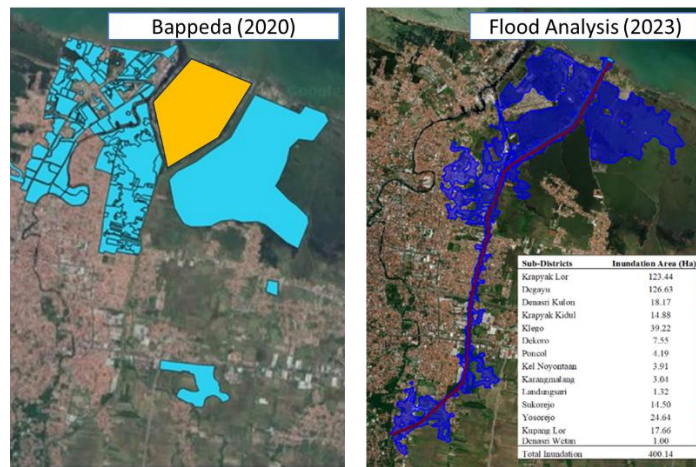 Bappeda (2020)
Flood Analysis (2023)
Sub-Districts Inundation Area (Ha)
Krapyak Lor 123.44
Degayu 126.63
Denasri Kulon 18.17
Krapyak Kidul 14.88
Klego 39.22
Dekoro 7.55
Poncol 4.19
Kel Noyontaan 3.91
Karangmalang 3.04
Landungsari 1.32
Sukorejo 14.50
Yosorejo 24.64
Kupang Lor 17.66
Denasri Wetan 1.00
Total Inundation 400.14